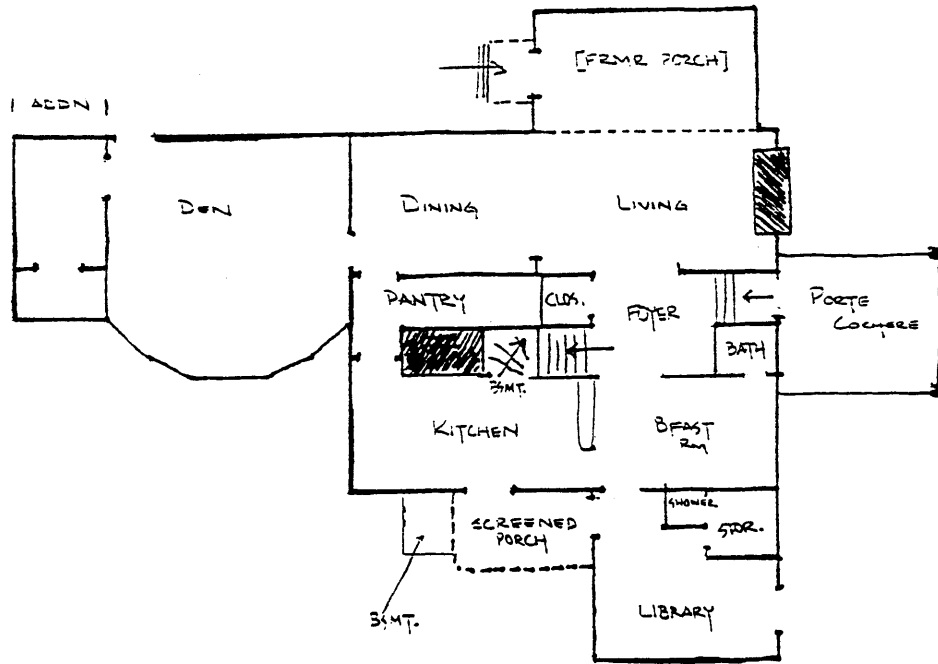 [FRMR PORCH]
ADDN
DEN
DINING
LIVING
PANTRY
CLOS.
FOYER
PORTE
COCHERE
BATH
BSMT.
KITCHEN
BFAST
RM
SHOWER
SCREENED
PORCH
STOR.
LIBRARY
BSMT.